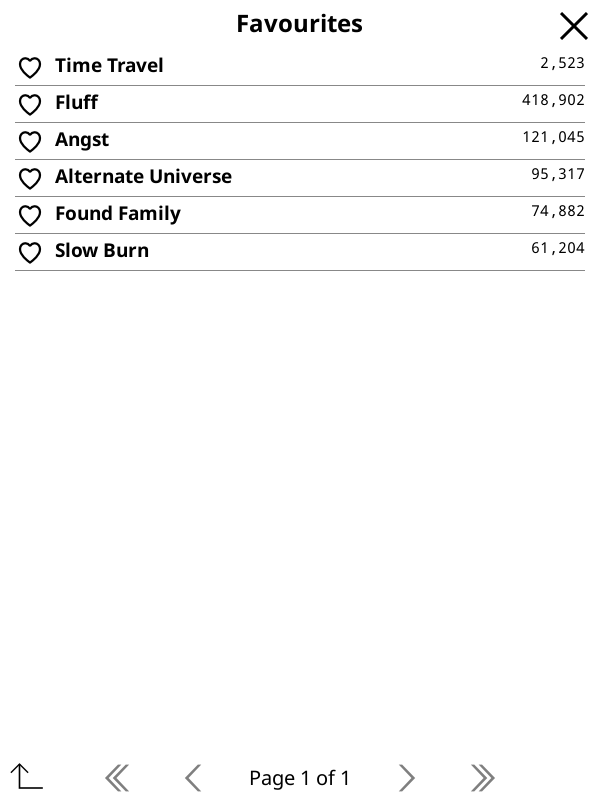 Favourites
Time Travel 2,523
Fluff 418,902
Angst 121,045
Alternate Universe 95,317
Found Family 74,882
Slow Burn 61,204
Page 1 of 1